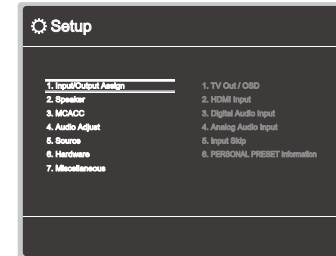 Setup
1. Input/Output Assign
2. Speaker
3. MCACC
4. Audio Adjust
5. Source
6. Hardware
7. Miscellaneous
1. TV Out / OSD
2. HDMI Input
3. Digital Audio Input
4. Analog Audio Input
5. Input Skip
6. PERSONAL PRESET Information